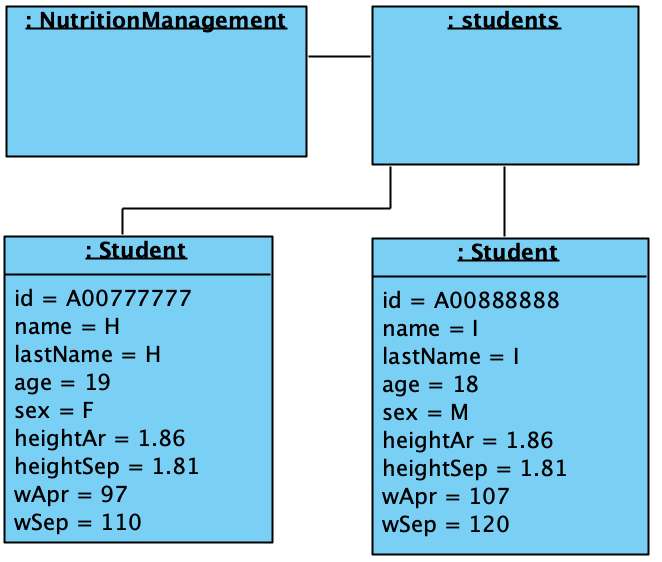 : NutritionManagement
: students
: Student
id = A00777777
name = H
lastName = H
age = 19
sex = F
heightAr = 1.86
heightSep = 1.81
wApr = 97
wSep = 110
: Student
id = A00888888
name = I
lastName = I
age = 18
sex = M
heightAr = 1.86
heightSep = 1.81
wApr = 107
wSep = 120